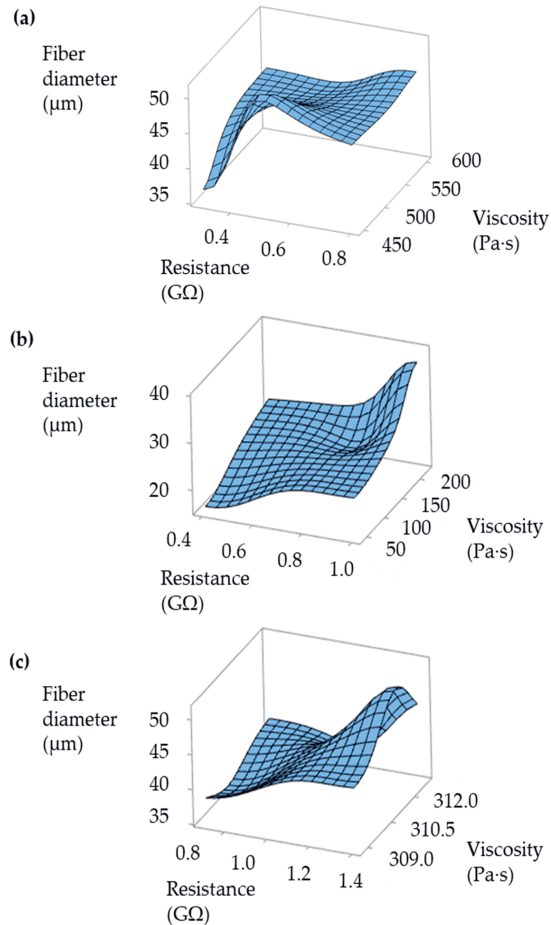 (a)
Fiber
diameter
(μm)
50
45
40
35
0.4
0.6
0.8
Resistance
(GΩ)
600
550
500
450
Viscosity
(Pa·s)
(b)
Fiber
diameter
(μm)
40
30
20
0.4
0.6
0.8
1.0
Resistance
(GΩ)
200
150
100
50
Viscosity
(Pa·s)
(c)
Fiber
diameter
(μm)
50
45
40
35
0.8
1.0
1.2
1.4
Resistance
(GΩ)
312.0
310.5
309.0
Viscosity
(Pa·s)